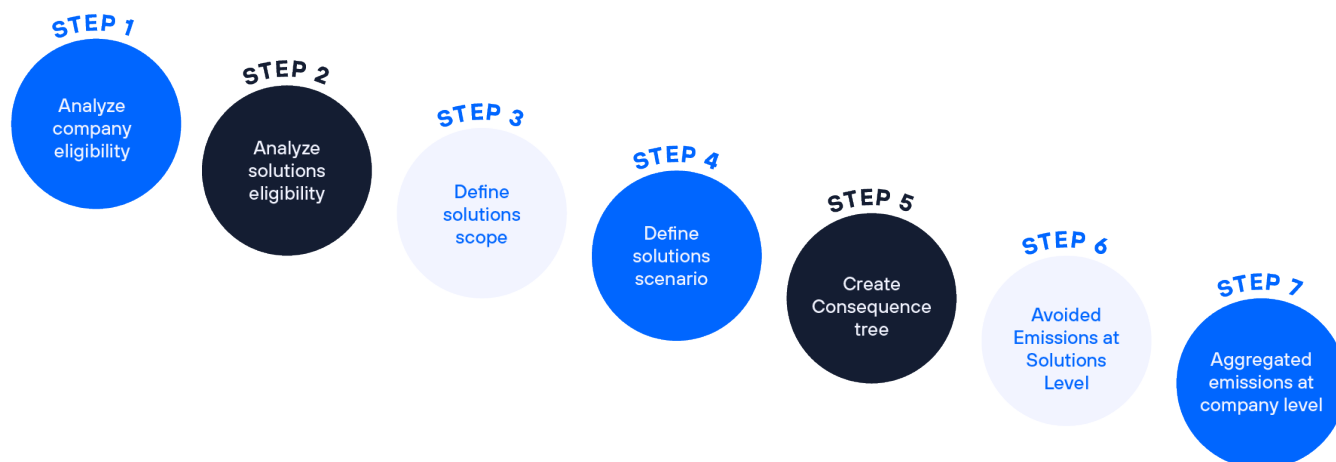 STEP 1
Analyze
company
eligibility
STEP 2
Analyze
solutions
eligibility
STEP 3
Define
solutions
scope
STEP 4
Define
solutions
scenario
STEP 5
Create
Consequence
tree
STEP 6
Avoided
Emissions at
Solutions
Level
STEP 7
Aggregated
emissions at
company level